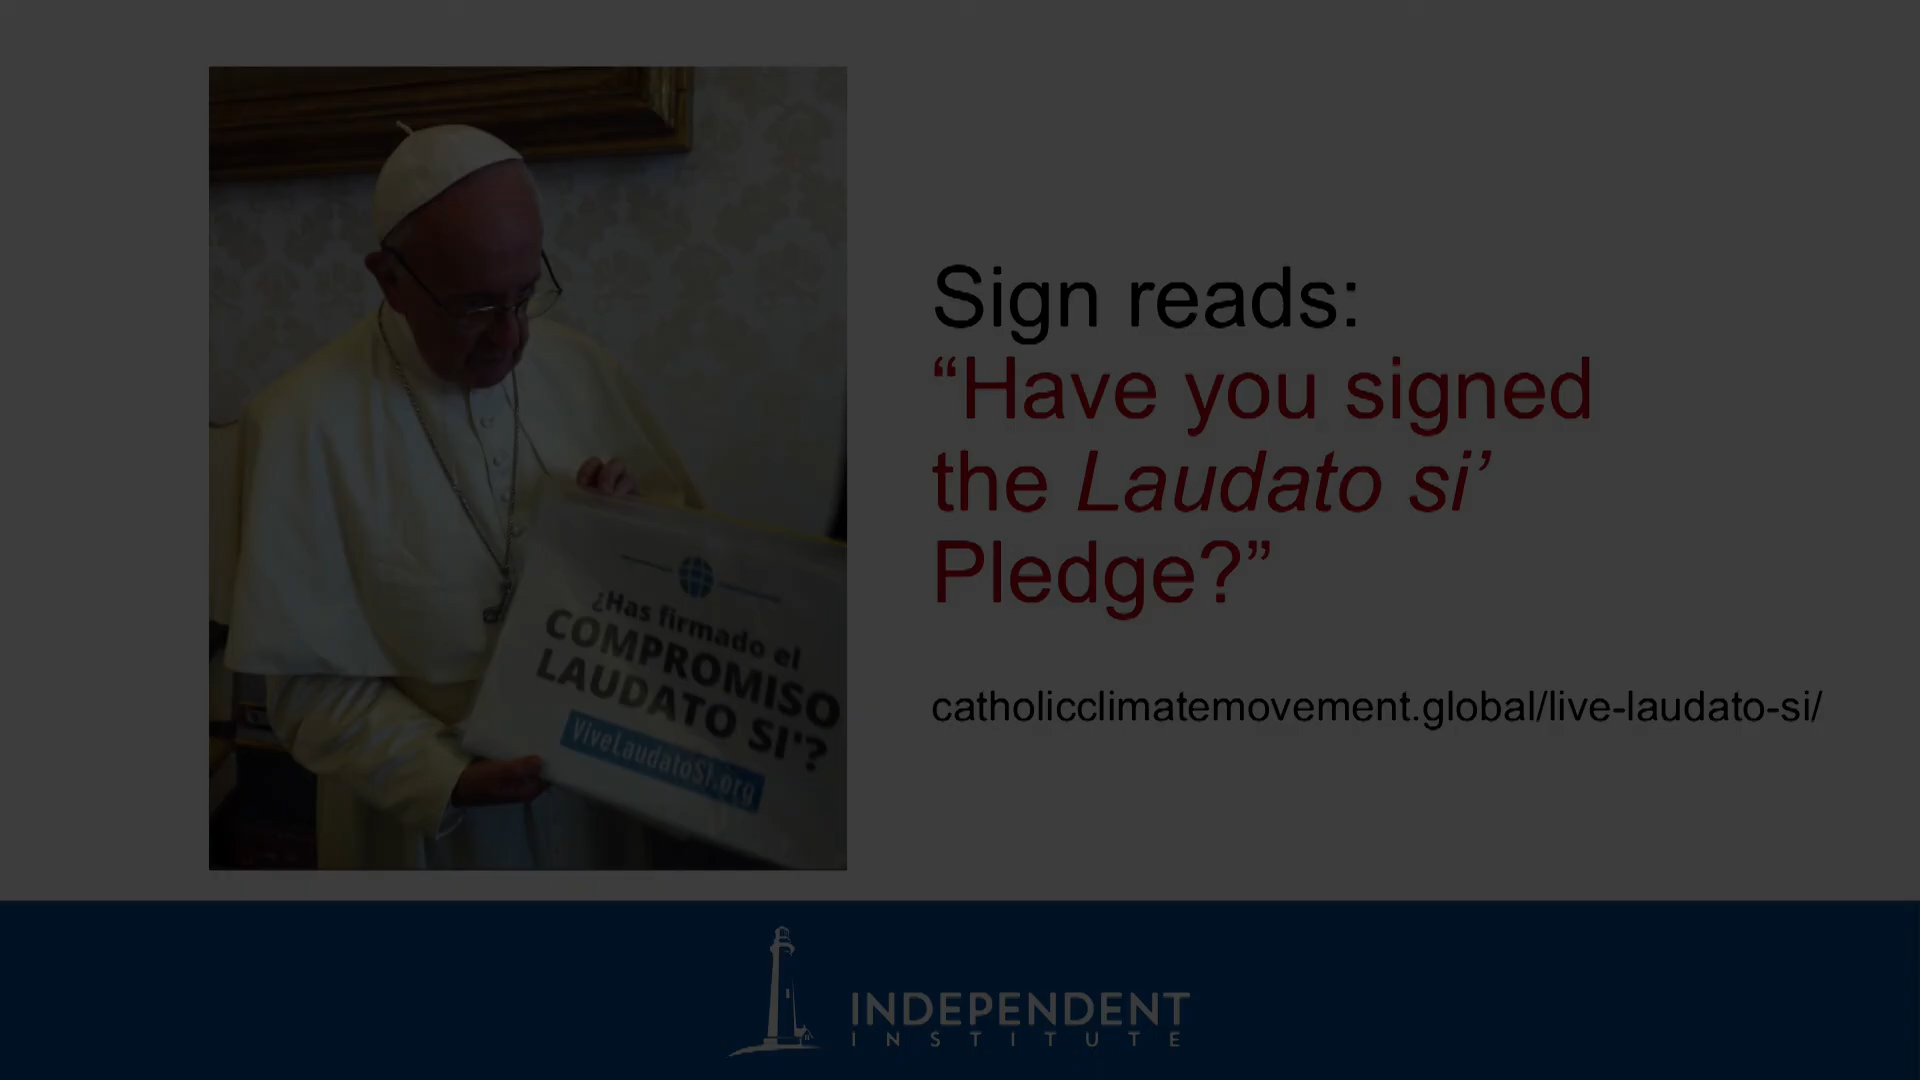 ¿Has firmado el
COMPROMISO
LAUDATO SI'?
ViveLaudatoSi.org
Sign reads:
“Have you signed
the Laudato si’
Pledge?”
catholicclimatemovement.global/live-laudato-si/
INDEPENDENT
INSTITUTE